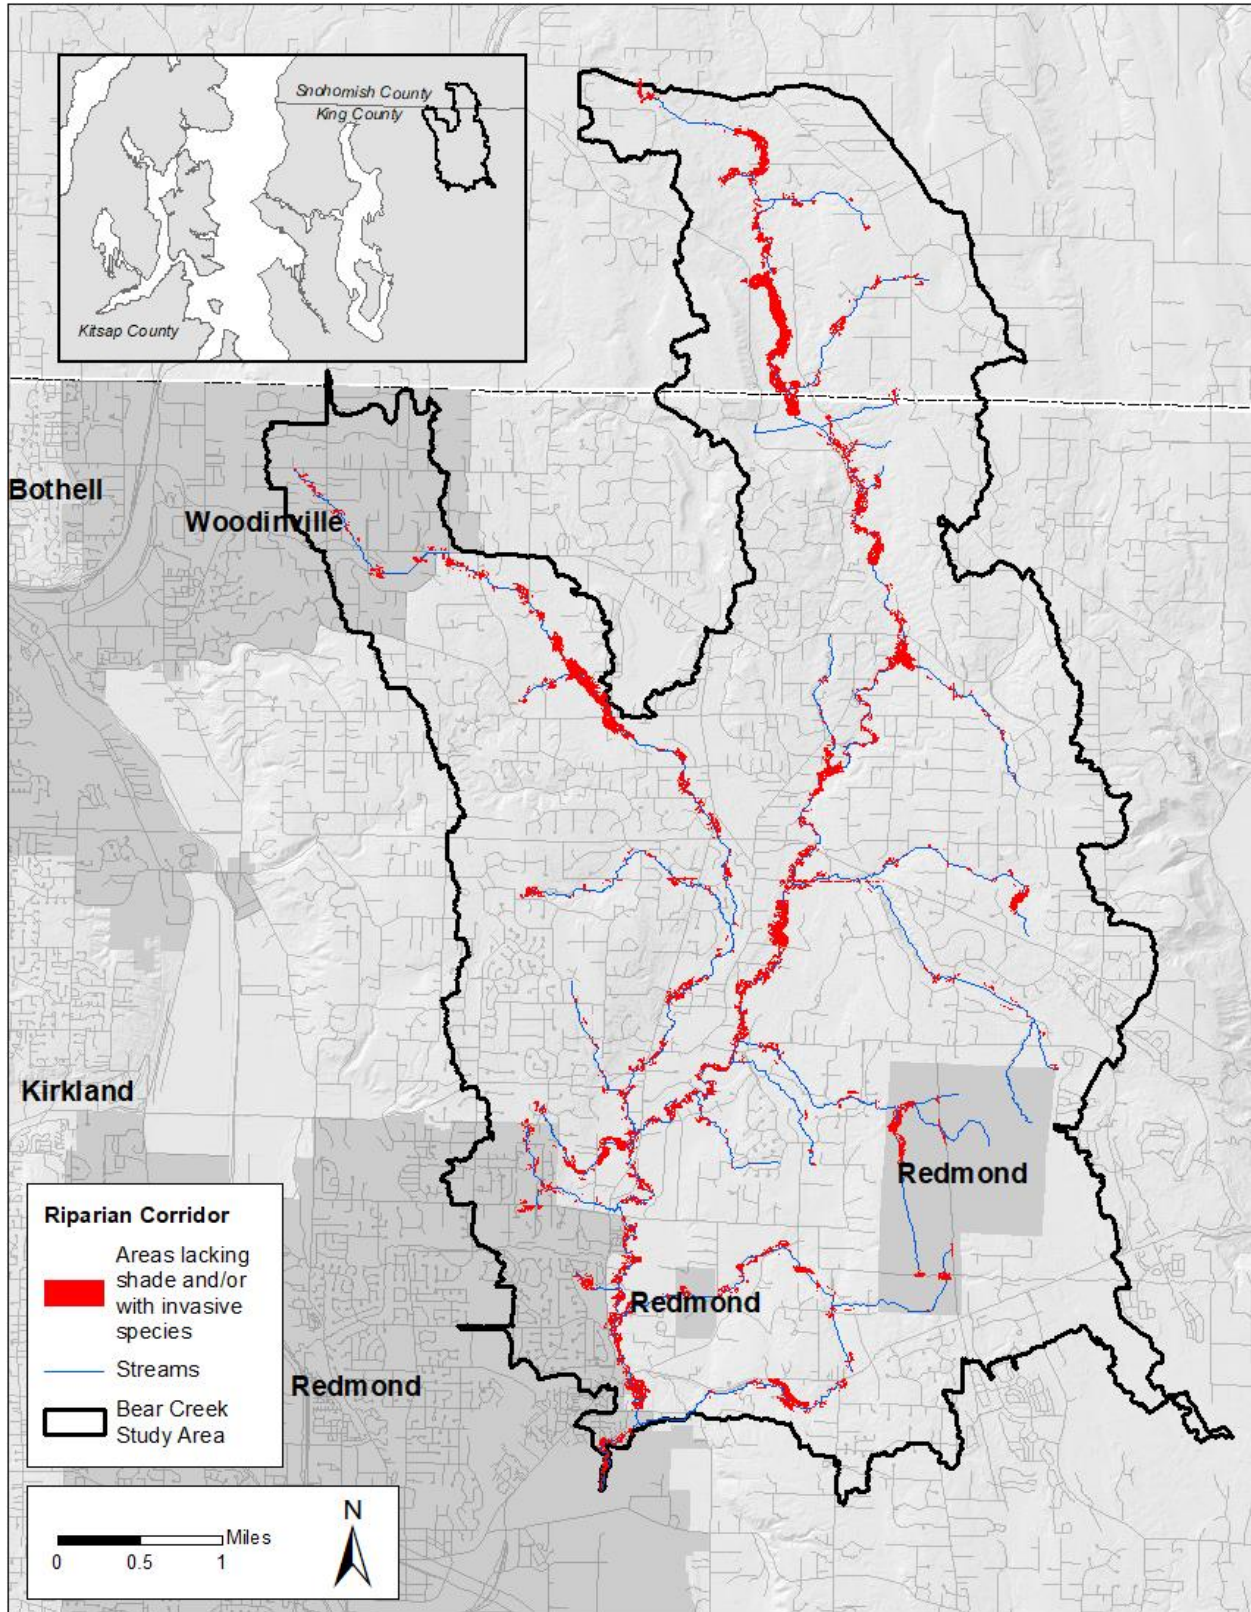 Snohomish County
King County
Kitsap County
Bothell
Woodinville
Kirkland
Redmond
Redmond
Redmond
Riparian Corridor
Areas lacking
shade and/or
with invasive
species
Streams
Bear Creek
Study Area
N
Miles
0 0.5 1